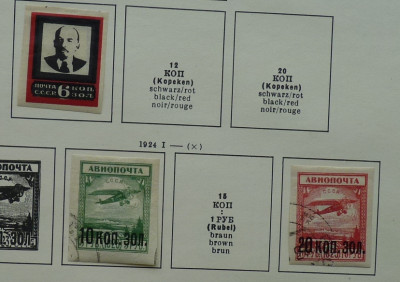 ПОЧТА
СССР
6
КОП.
ЗОЛ.
12
КОП
(Kopeken)
schwarz/rot
black/red
noir/rouge
20
КОП
(Kopeken)
schwarz/rot
black/red
noir/rouge
1924 I — (×)
АВИОПОЧТА
10 КОП. ЗОЛ.
15
КОП
:
1 РУБ
(Rubel)
braun
brown
brun
АВИОПОЧТА
20 КОП. ЗОЛ.